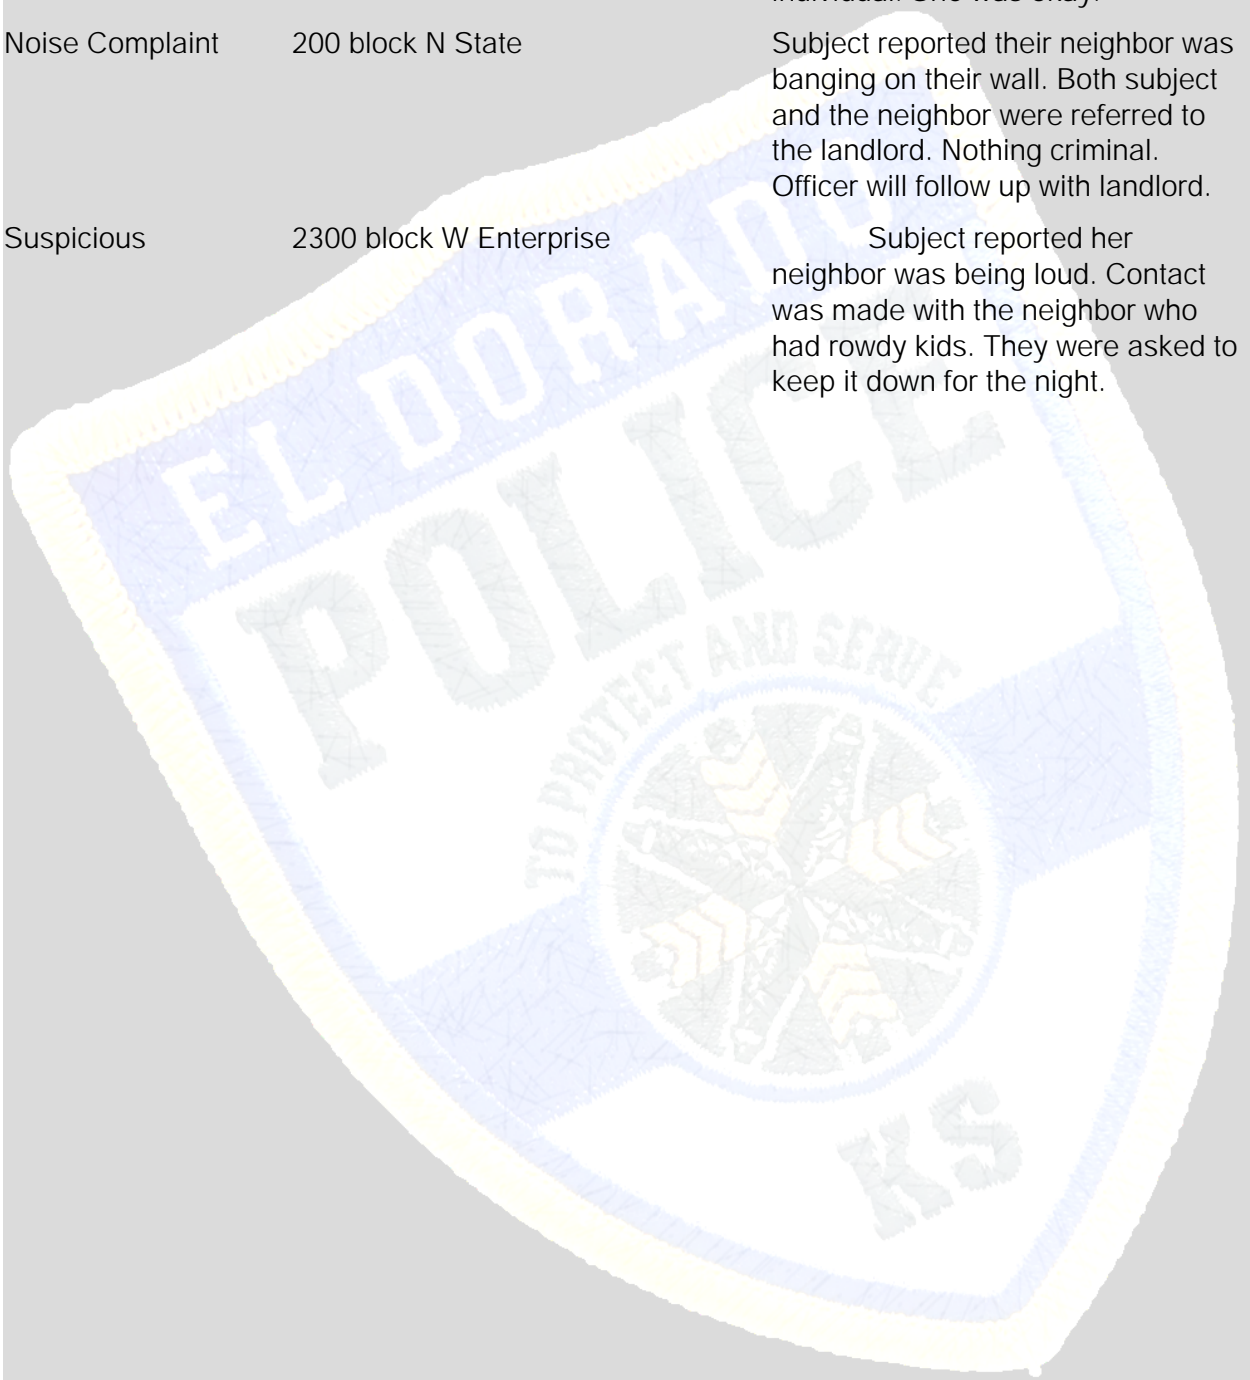 Noise Complaint 200 block N State Subject reported their neighbor was
banging on their wall. Both subject
and the neighbor were referred to
the landlord. Nothing criminal.
Officer will follow up with landlord.
Suspicious 2300 block W Enterprise Subject reported her
neighbor was being loud. Contact
was made with the neighbor who
had rowdy kids. They were asked to
keep it down for the night.
EL DORADO
POLICE
TO PROTECT AND SERVE
KS